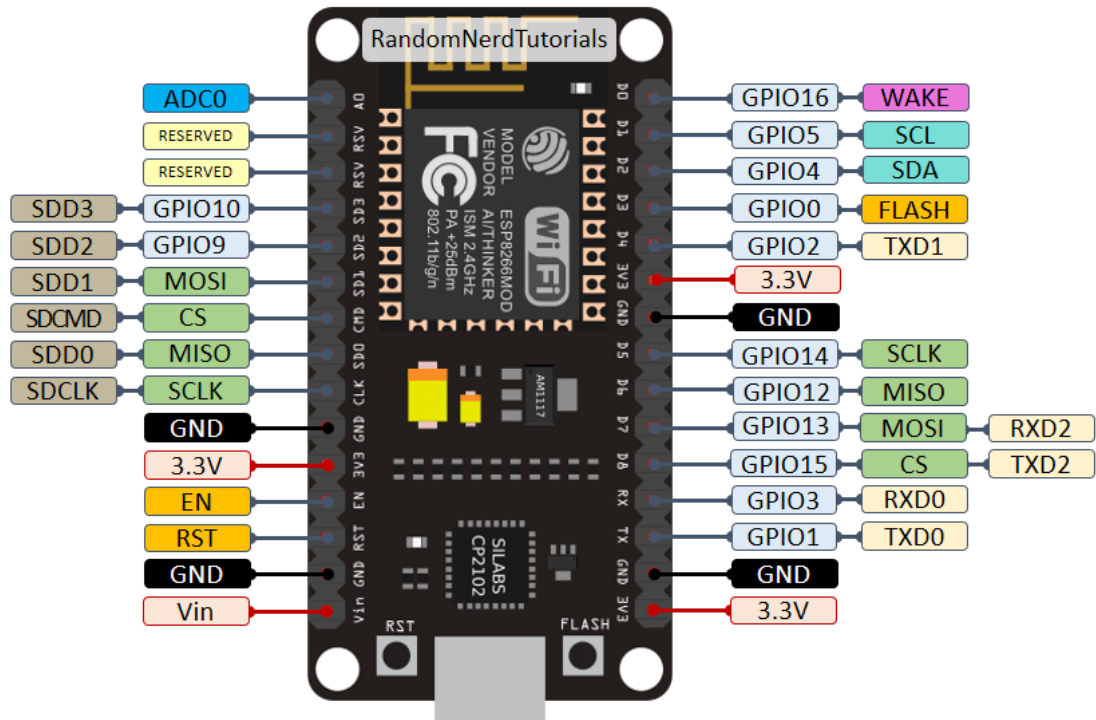 RandomNerdTutorials
ADC0
RESERVED
RESERVED
SDD3 GPIO10
SDD2 GPIO9
SDD1 MOSI
SDCMD CS
SDD0 MISO
SDCLK SCLK
GND
3.3V
EN
RST
GND
Vin
A0
RSV
RSV
SD3
SD2
SD1
CMD
SD0
CLK
GND
3V3
EN
RST
GND
Vin
MODEL
VENDOR
FC
ESP8266MOD
AI/THINKER
ISM 2.4GHz
PA +25dBm
802.11b/g/n
Wi Fi
AM1117
SILABS
CP2102
RST
FLASH
D0
D1
D2
D3
D4
3V3
GND
D5
D6
D7
D8
RX
TX
GND
3V3
GPIO16 WAKE
GPIO5 SCL
GPIO4 SDA
GPIO0 FLASH
GPIO2 TXD1
3.3V
GND
GPIO14 SCLK
GPIO12 MISO
GPIO13 MOSI RXD2
GPIO15 CS TXD2
GPIO3 RXD0
GPIO1 TXD0
GND
3.3V